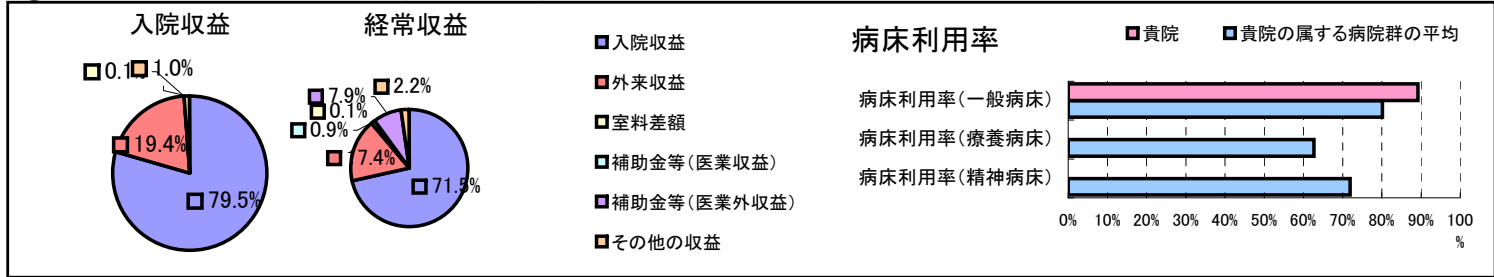 入院収益
79.5%
19.4%
0.1%
1.0%
経常収益
71.5%
17.4%
0.9%
0.1%
7.9%
2.2%
入院収益
外来収益
室料差額
補助金等(医業収益)
補助金等(医業外収益)
その他の収益
病床利用率
貴院
貴院の属する病院群の平均
病床利用率(一般病床)
病床利用率(療養病床)
病床利用率(精神病床)
0% 10% 20% 30% 40% 50% 60% 70% 80% 90% 100
%